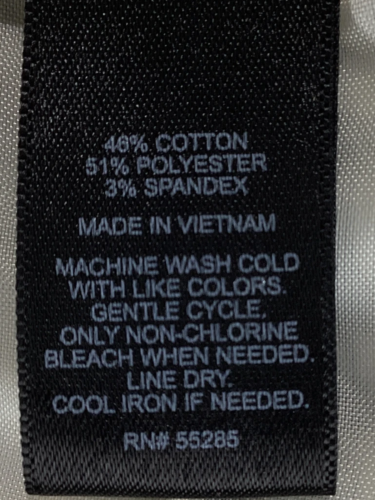 46% COTTON
51% POLYESTER
3% SPANDEX
MADE IN VIETNAM
MACHINE WASH COLD
WITH LIKE COLORS.
GENTLE CYCLE.
ONLY NON-CHLORINE
BLEACH WHEN NEEDED.
LINE DRY.
COOL IRON IF NEEDED.
RN# 55285